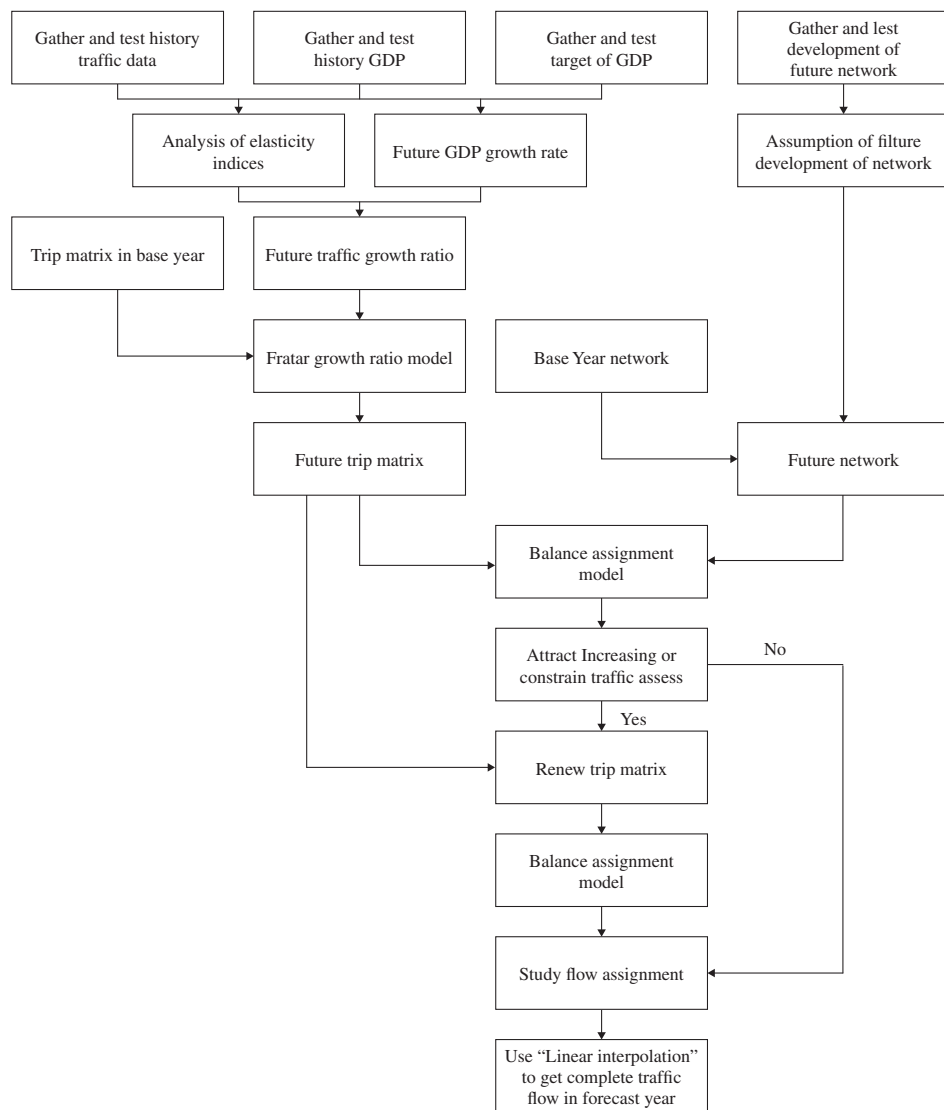 Gather and test history
traffic data
Gather and test
history GDP
Gather and test
target of GDP
Gather and lest
development of
future network
Analysis of elasticity
indices
Future GDP growth rate
Assumption of filture
development of network
Trip matrix in base year
Future traffic growth ratio
Fratar growth ratio model
Base Year network
Future trip matrix
Future network
Balance assignment
model
Attract Increasing or
constrain traffic assess
No
Yes
Renew trip matrix
Balance assignment
model
Study flow assignment
Use “Linear interpolation”
to get complete traffic
flow in forecast year